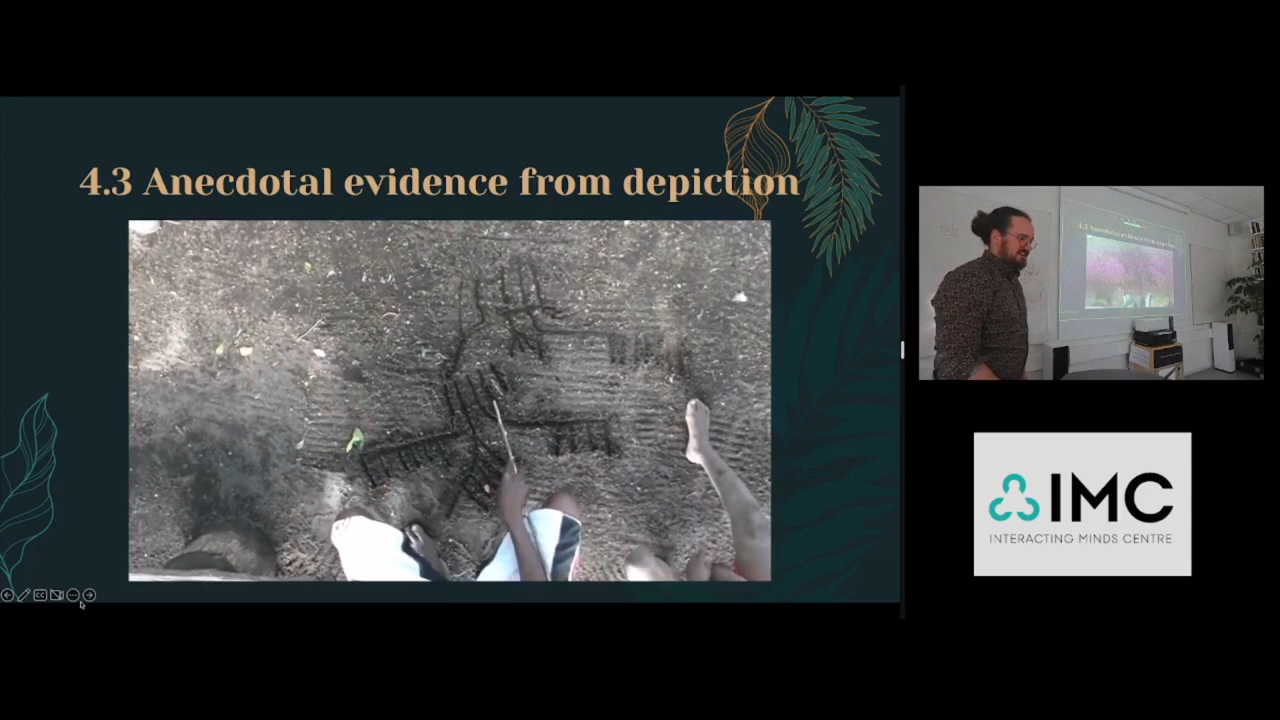 4.3 Anecdotal evidence from depiction
IMC
INTERACTING MINDS CENTRE